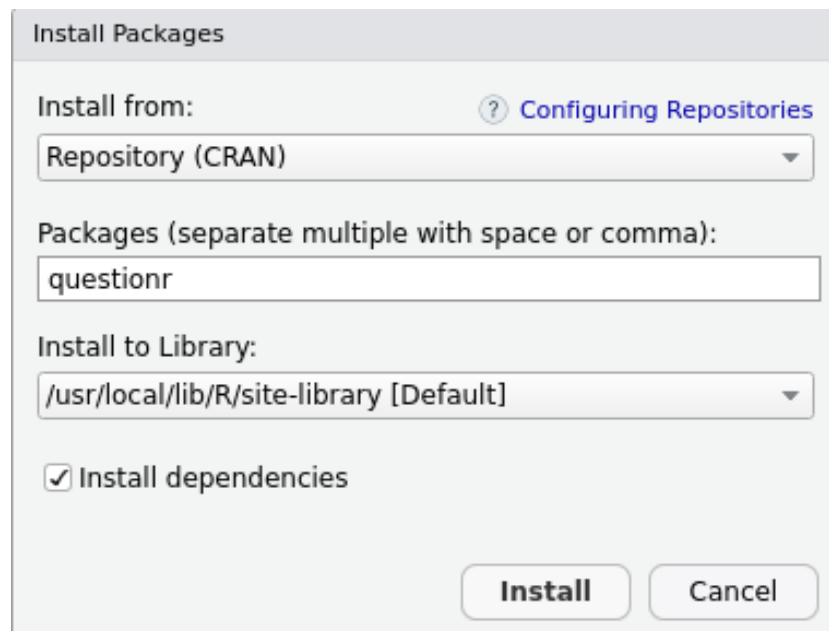 Install Packages
Install from:
? Configuring Repositories
Repository (CRAN)
Packages (separate multiple with space or comma):
questionr
Install to Library:
/usr/local/lib/R/site-library [Default]
Install dependencies
Install Cancel